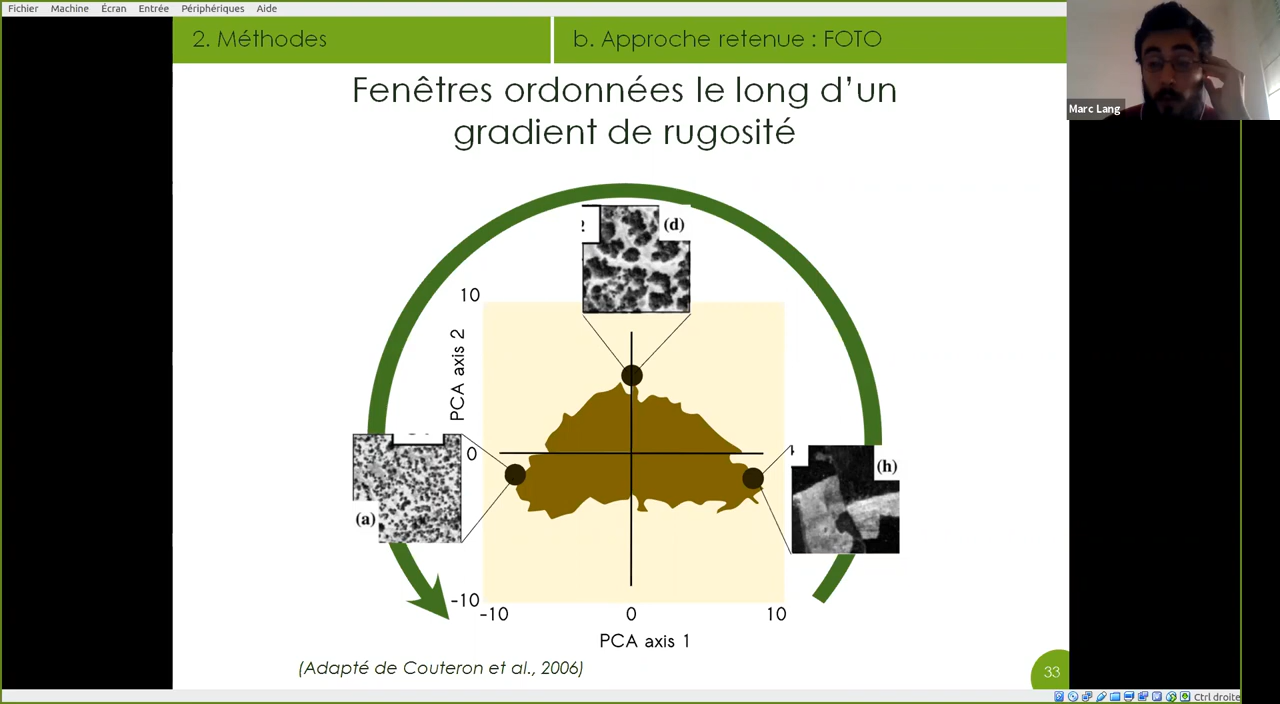 Fichier Machine Écran Entrée Périphériques Aide
2. Méthodes
b. Approche retenue : FOTO
Marc Lang
Fenêtres ordonnées le long d'un
gradient de rugosité
(d)
10
PCA axis 2
0
(a)
(h)
-10
-10 0 10
PCA axis 1
(Adapté de Couteron et al., 2006)
33
Ctrl droite